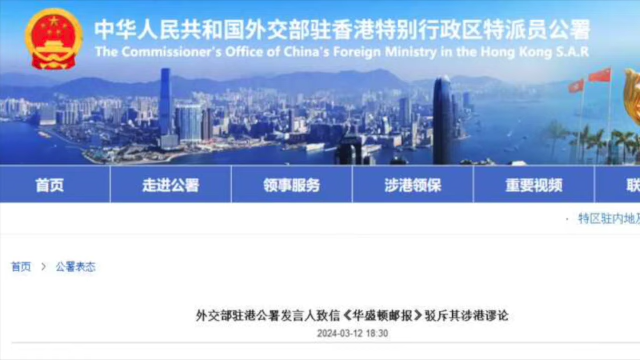 中华人民共和国外交部驻香港特别行政区特派员公署
The Commissioner's Office of China's Foreign Ministry in the Hong Kong S.A.R
首页 走进公署 领事服务 涉港领保 重要视频 联
· 特区驻内地及
首页 > 公署表态
外交部驻港公署发言人致信《华盛顿邮报》驳斥其涉港谬论
2024-03-12 18:30